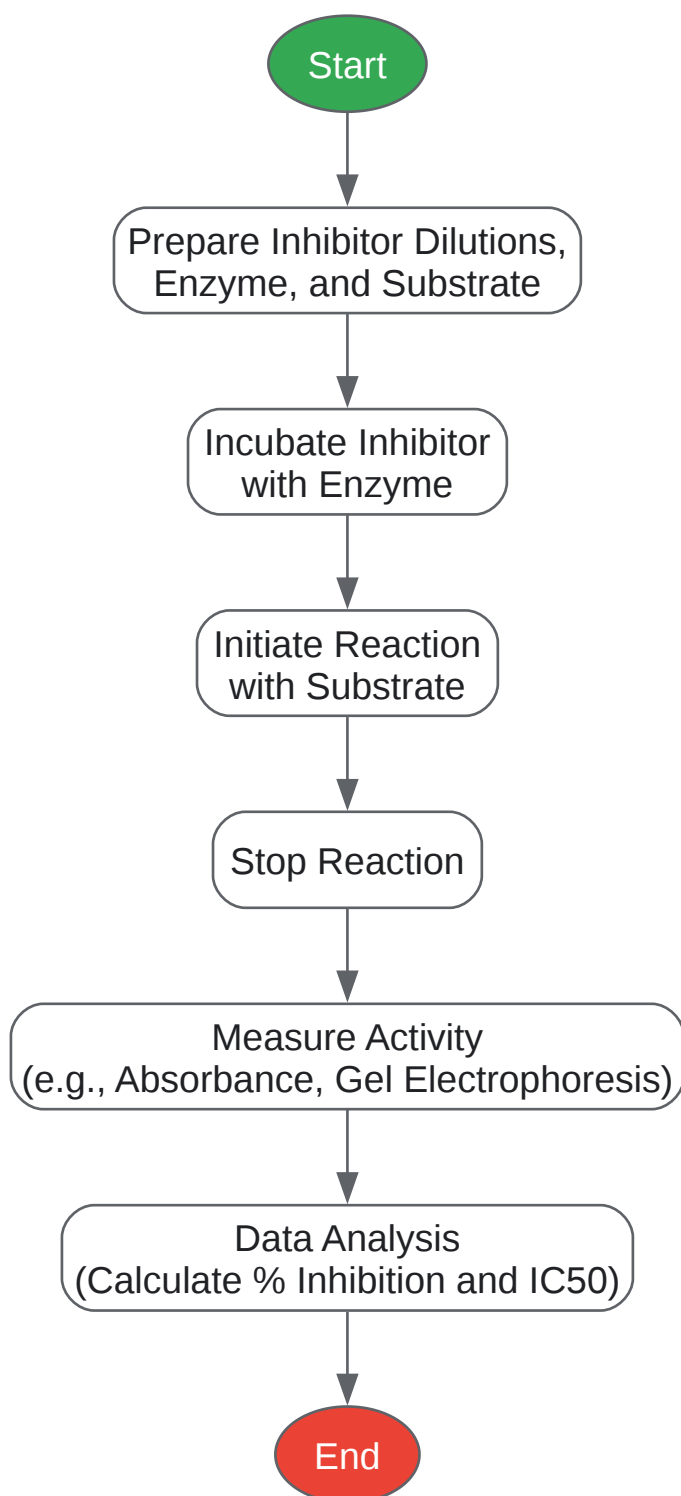 Start
Prepare Inhibitor Dilutions,
Enzyme, and Substrate
Incubate Inhibitor
with Enzyme
Initiate Reaction
with Substrate
Stop Reaction
Measure Activity
(e.g., Absorbance, Gel Electrophoresis)
Data Analysis
(Calculate % Inhibition and IC50)
End